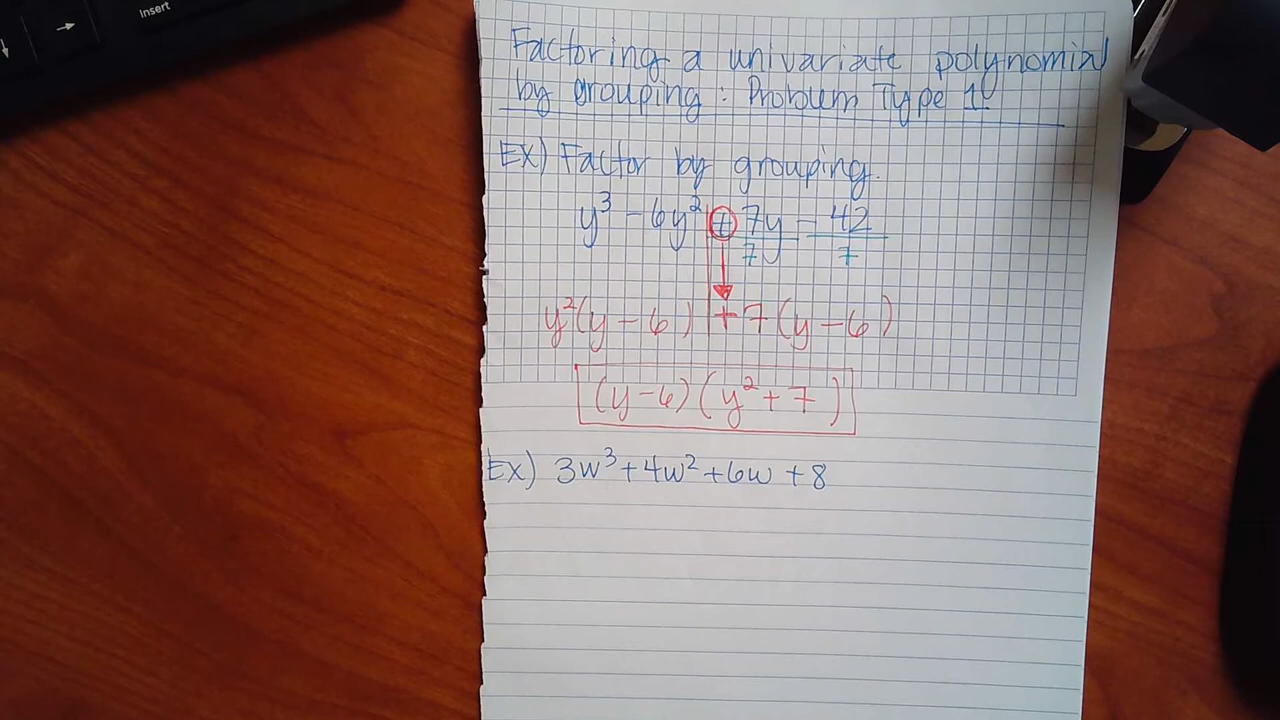 Insert
Factoring a univariate polynomial
by grouping: Problem Type 1
EX) Factor by grouping.
y³ - 6y² + 7y - 42
7 7
y²(y - 6) + 7(y - 6)
(y - 6)(y² + 7)
EX) 3w³ + 4w² + 6w + 8